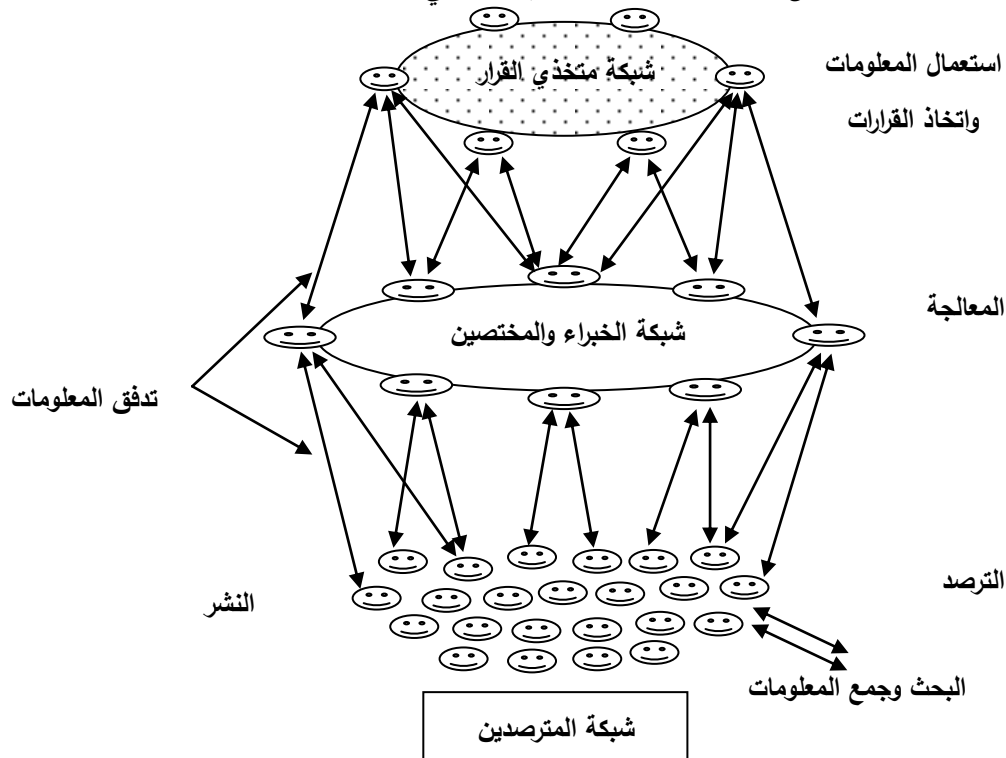 شبكة متخذي القرار
استعمال المعلومات
واتخاذ القرارات
المعالجة
شبكة الخبراء والمختصين
تدفق المعلومات
الترصد
النشر
البحث وجمع المعلومات
شبكة المترصدين